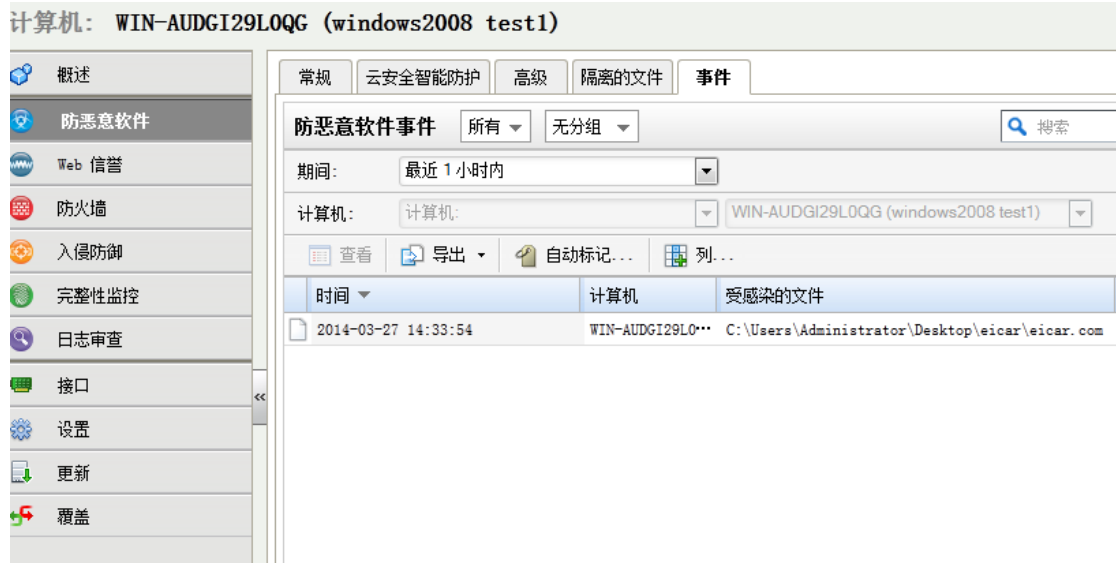 计算机: WIN-AUDGI29L0QG (windows2008 test1)
概述
防恶意软件
Web 信誉
防火墙
入侵防御
完整性监控
日志审查
接口
设置
更新
覆盖
常规 云安全智能防护 高级 隔离的文件 事件
防恶意软件事件 所有 无分组 搜索
期间: 最近 1 小时内
计算机: 计算机: WIN-AUDGI29L0QG (windows2008 test1)
查看 导出 自动标记... 列...
时间 计算机 受感染的文件
2014-03-27 14:33:54 WIN-AUDGI29L0... C:\Users\Administrator\Desktop\eicar\eicar.com
«